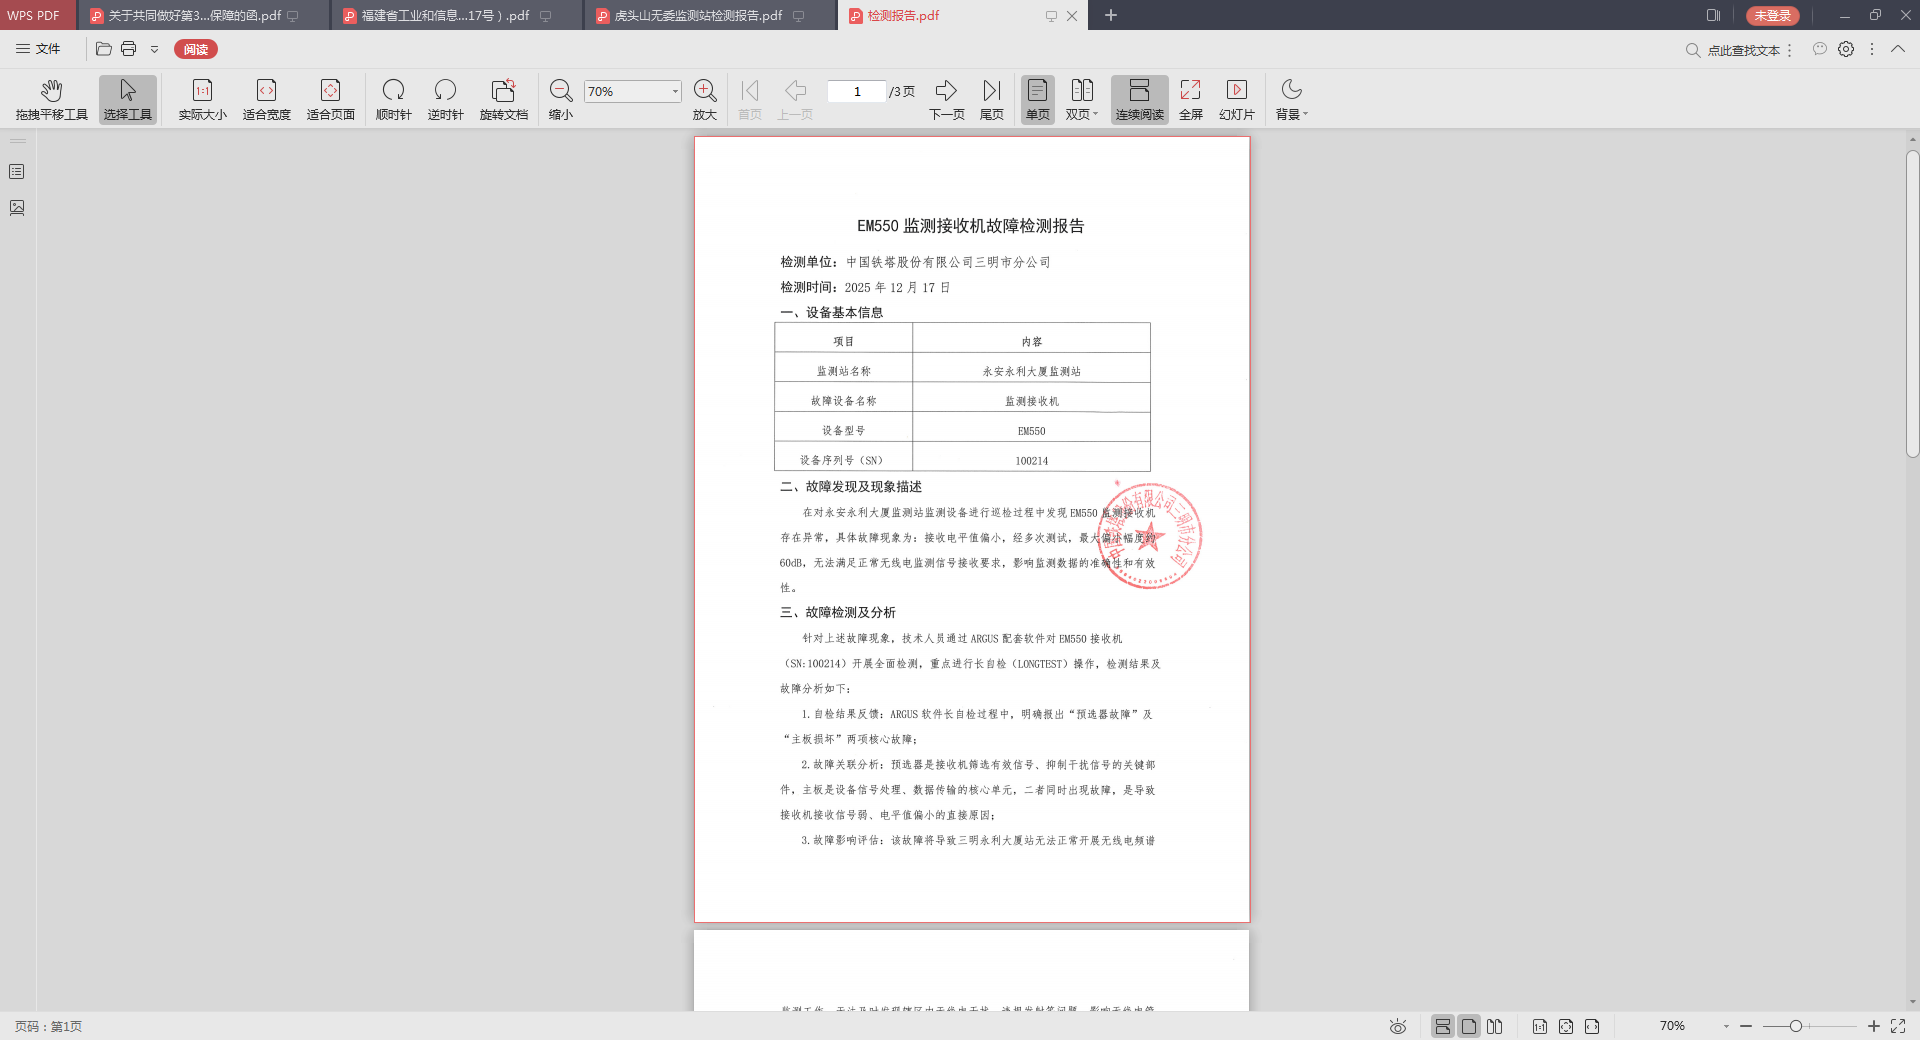 WPS PDF
关于共同做好第3...保障的函.pdf
福建省工业和信息...17号）.pdf
虎头山无委监测站检测报告.pdf
检测报告.pdf
未登录
文件
阅读
点此查找文本
拖拽平移工具 选择工具 实际大小 适合宽度 适合页面 顺时针 逆时针 旋转文档 缩小 70% 放大 首页 上一页 1 /3页 下一页 尾页 单页 双页 连续阅读 全屏 幻灯片 背景
EM550 监测接收机故障检测报告
检测单位：中国铁塔股份有限公司三明市分公司
检测时间：2025 年 12 月 17 日
一、设备基本信息
项目 内容
监测站名称 永安永利大厦监测站
故障设备名称 监测接收机
设备型号 EM550
设备序列号（SN） 100214
二、故障发现及现象描述
在对永安永利大厦监测站监测设备进行巡检过程中发现 EM550 监测接收机
存在异常，具体故障现象为：接收电平值偏小，经多次测试，最大偏小幅度约
60dB，无法满足正常无线电监测信号接收要求，影响监测数据的准确性和有效
性。
中国铁塔股份有限公司三明市分公司
三、故障检测及分析
针对上述故障现象，技术人员通过 ARGUS 配套软件对 EM550 接收机
（SN:100214）开展全面检测，重点进行长自检（LONGTEST）操作，检测结果及
故障分析如下：
1.自检结果反馈：ARGUS 软件长自检过程中，明确报出“预选器故障”及
“主板损坏”两项核心故障；
2.故障关联分析：预选器是接收机筛选有效信号、抑制干扰信号的关键部
件，主板是设备信号处理、数据传输的核心单元，二者同时出现故障，是导致
接收机接收信号弱、电平值偏小的直接原因；
3.故障影响评估：该故障将导致三明永利大厦站无法正常开展无线电频谱
页码：第1页
70%